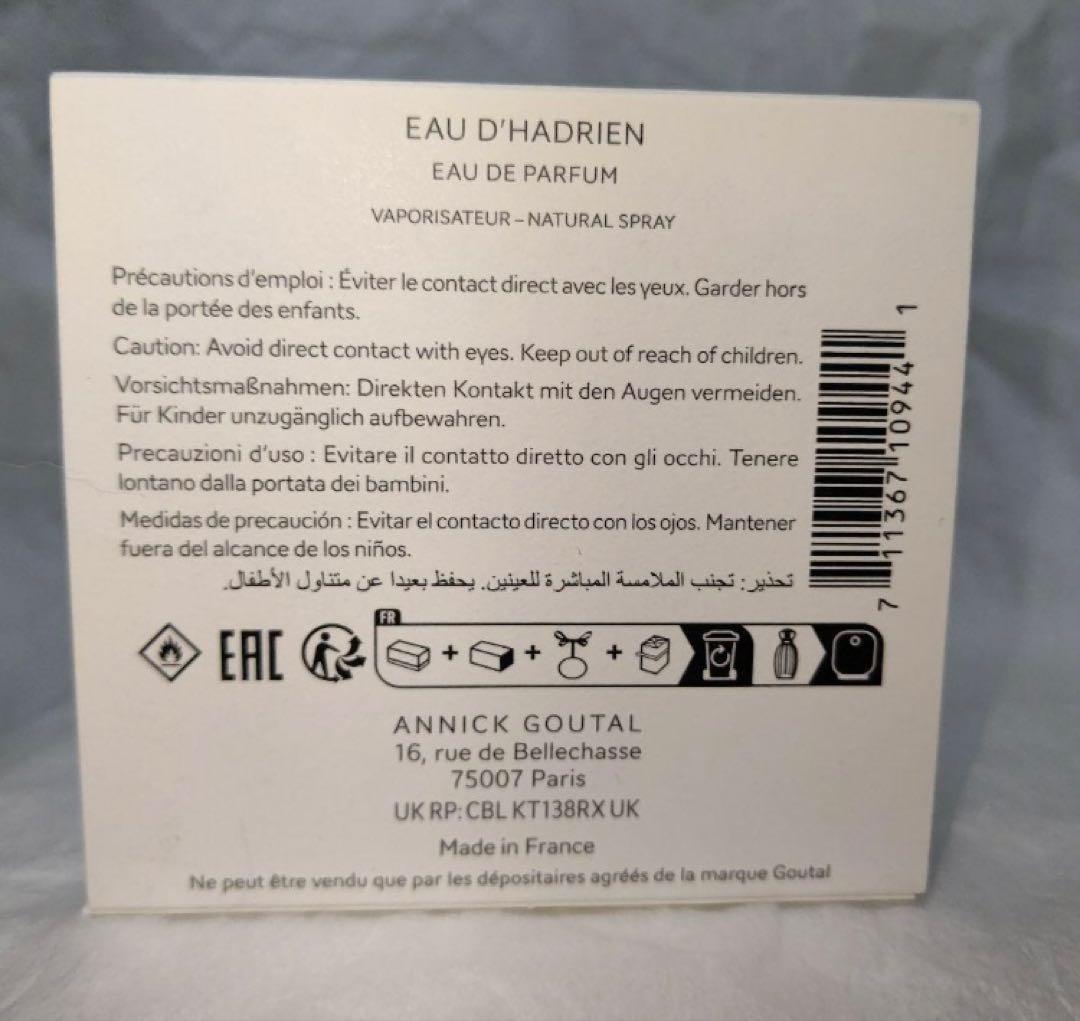 EAU D'HADRIEN
EAU DE PARFUM
VAPORISATEUR – NATURAL SPRAY
Précautions d'emploi : Éviter le contact direct avec les yeux. Garder hors
de la portée des enfants.
Caution: Avoid direct contact with eyes. Keep out of reach of children.
Vorsichtsmaßnahmen: Direkten Kontakt mit den Augen vermeiden.
Für Kinder unzugänglich aufbewahren.
Precauzioni d'uso : Evitare il contatto diretto con gli occhi. Tenere
lontano dalla portata dei bambini.
Medidas de precaución : Evitar el contacto directo con los ojos. Mantener
fuera del alcance de los niños.
تحذير: تجنب الملامسة المباشرة للعينين. يحفظ بعيدا عن متناول الأطفال.
7 11367 10944 1
EAC
FR
+ + +
ANNICK GOUTAL
16, rue de Bellechasse
75007 Paris
UK RP: CBL KT138RX UK
Made in France
Ne peut être vendu que par les dépositaires agréés de la marque Goutal